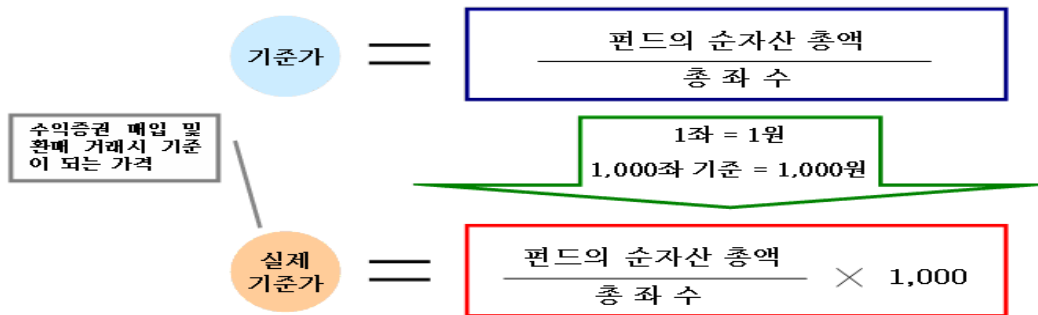 기준가
펀드의 순자산 총액
총 좌 수
수익증권 매입 및
환매 거래시 기준
이 되는 가격
1좌 = 1원
1,000좌 기준 = 1,000원
실제
기준가
펀드의 순자산 총액
총 좌 수
× 1,000